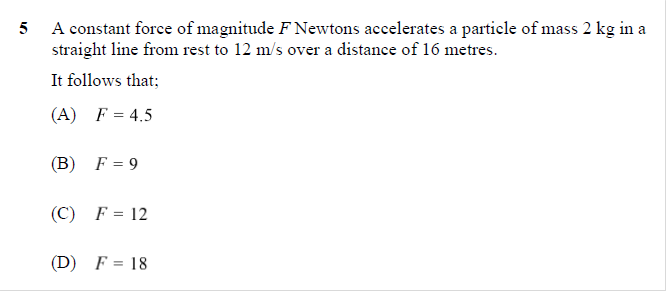 5 A constant force of magnitude F Newtons accelerates a particle of mass 2 kg in a
straight line from rest to 12 m/s over a distance of 16 metres.
It follows that;
(A) F = 4.5
(B) F = 9
(C) F = 12
(D) F = 18